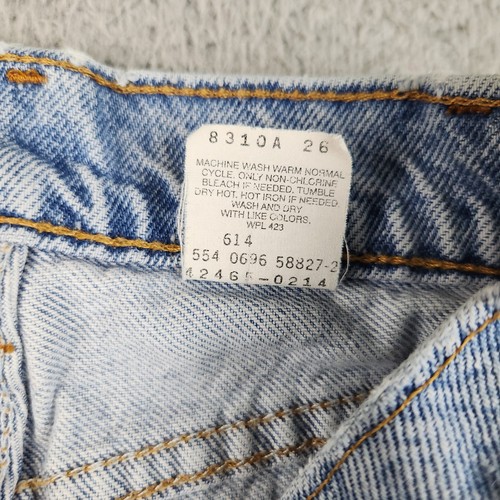 8310A 26
MACHINE WASH WARM NORMAL
CYCLE. ONLY NON-CHLORINE
BLEACH IF NEEDED. TUMBLE
DRY HOT. HOT IRON IF NEEDED.
WASH AND DRY
WITH LIKE COLORS.
WPL 423
614
554 0696 58827-2
42465-0214